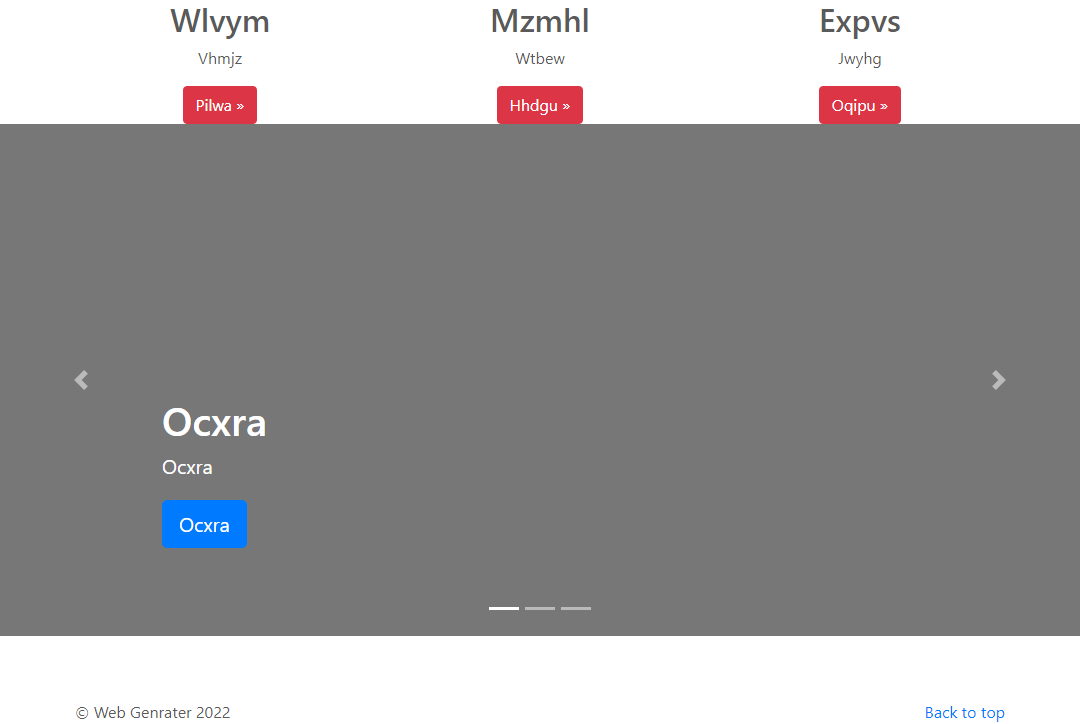 Wlvym
Vhmjz
Pilwa »
Mzmhl
Wtbew
Hhdgu »
Expvs
Jwyhg
Oqipu »
Ocxra
Ocxra
Ocxra
© Web Genrater 2022
Back to top